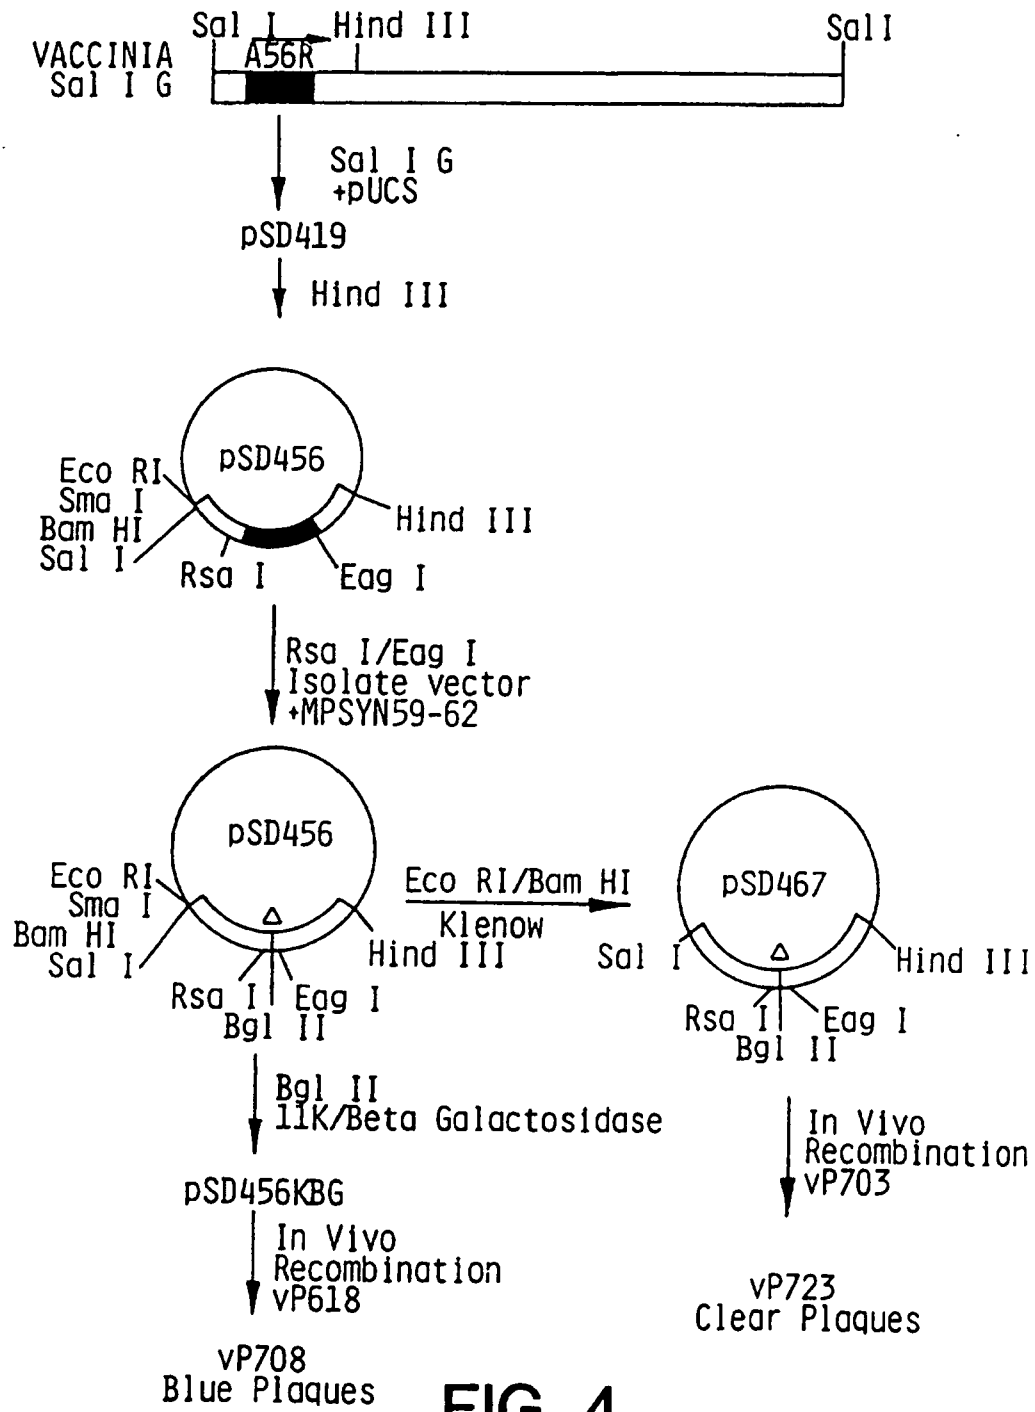 Sal I
Hind III
Sal I
VACCINIA
A56R
Sal I G
Sal I G
+pUCS
pSD419
Hind III
pSD456
Eco RI
Sma I
Bam HI
Sal I
Hind III
Rsa I
Eag I
Rsa I/Eag I
Isolate vector
+MPSYN59-62
pSD456
Eco RI
Sma I
Bam HI
Sal I
Δ
Hind III
Rsa I
Eag I
Bgl II
Eco RI/Bam HI
Klenow
pSD467
Sal I
Δ
Hind III
Rsa I
Eag I
Bgl II
Bgl II
11K/Beta Galactosidase
pSD456KBG
In Vivo
Recombination
vP618
vP708
Blue Plaques
In Vivo
Recombination
vP703
vP723
Clear Plaques
FIG. 4